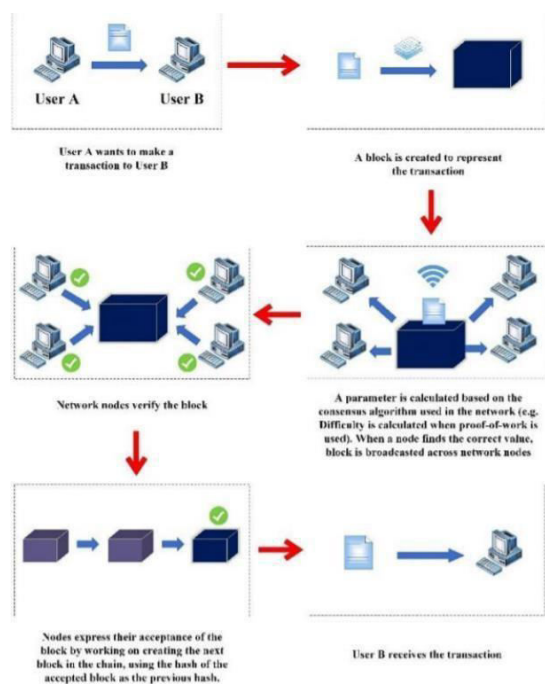 User A
User B
User A wants to make a
transaction to User B
A block is created to represent
the transaction
A parameter is calculated based on the
consensus algorithm used in the network (e.g.
Difficulty is calculated when proof-of-work is
used). When a node finds the correct value,
block is broadcasted across network nodes
Network nodes verify the block
Nodes express their acceptance of the
block by working on creating the next
block in the chain, using the hash of the
accepted block as the previous hash.
User B receives the transaction